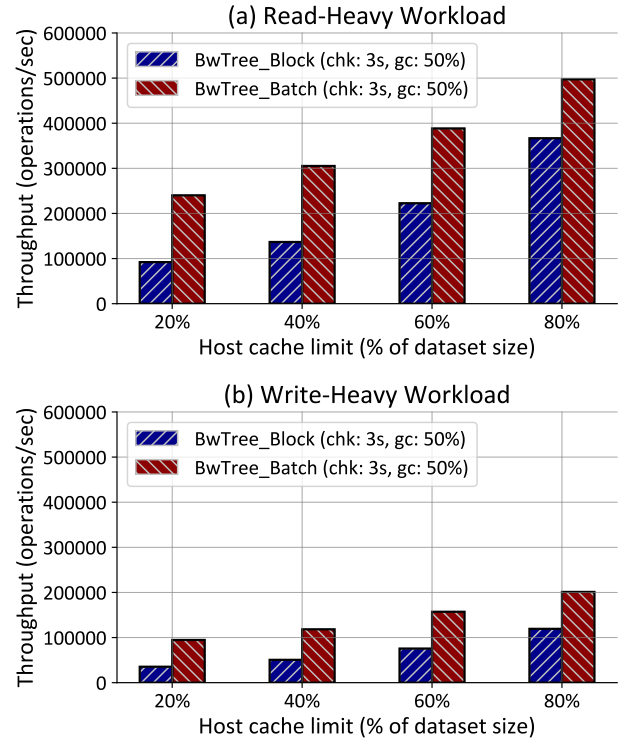 (a) Read-Heavy Workload
Throughput (operations/sec)
600000
500000
400000
300000
200000
100000
0
BwTree_Block (chk: 3s, gc: 50%)
BwTree_Batch (chk: 3s, gc: 50%)
20% 40% 60% 80%
Host cache limit (% of dataset size)
(b) Write-Heavy Workload
Throughput (operations/sec)
600000
500000
400000
300000
200000
100000
0
BwTree_Block (chk: 3s, gc: 50%)
BwTree_Batch (chk: 3s, gc: 50%)
20% 40% 60% 80%
Host cache limit (% of dataset size)